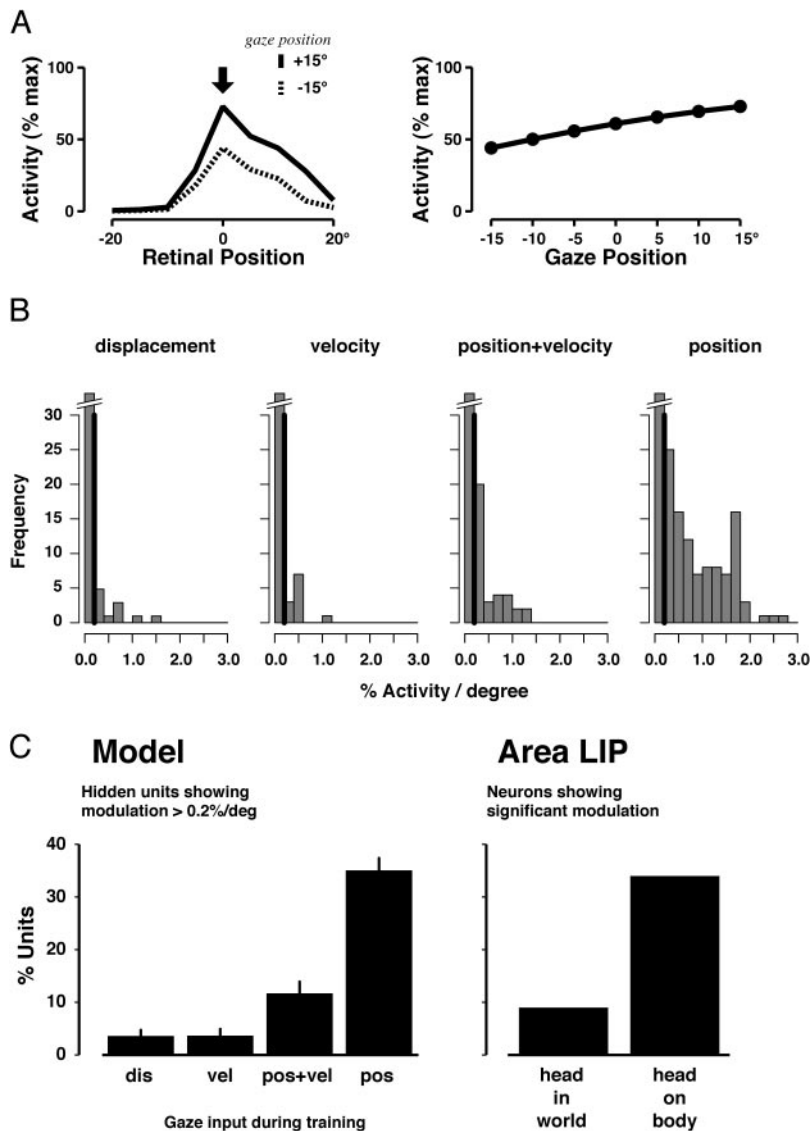 A
gaze position
+15°
-15°
Activity (% max)
100
50
0
-20
0
20°
Retinal Position
Activity (% max)
100
50
0
-15
-10
-5
0
5
10
15°
Gaze Position
B
displacement
velocity
position+velocity
position
Frequency
30
25
20
15
10
5
0
0.0
1.0
2.0
3.0
0.0
1.0
2.0
3.0
0.0
1.0
2.0
3.0
0.0
1.0
2.0
3.0
% Activity / degree
C
Model
Hidden units showing
modulation > 0.2%/deg
% Units
40
30
20
10
0
dis
vel
pos+vel
pos
Gaze input during training
Area LIP
Neurons showing
significant modulation
head
in
world
head
on
body